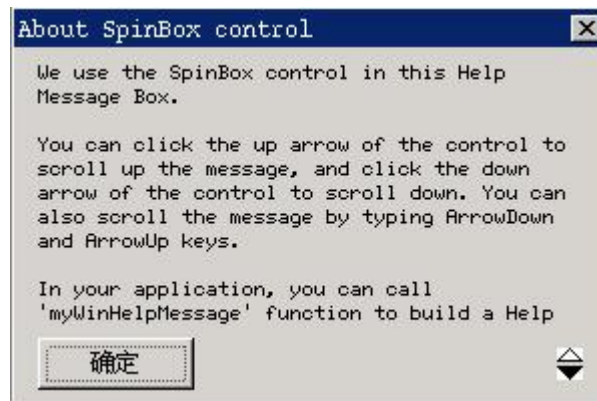 About SpinBox control
We use the SpinBox control in this Help
Message Box.
You can click the up arrow of the control to
scroll up the message, and click the down
arrow of the control to scroll down. You can
also scroll the message by typing ArrowDown
and ArrowUp keys.
In your application, you can call
'myWinHelpMessage' function to build a Help
确定